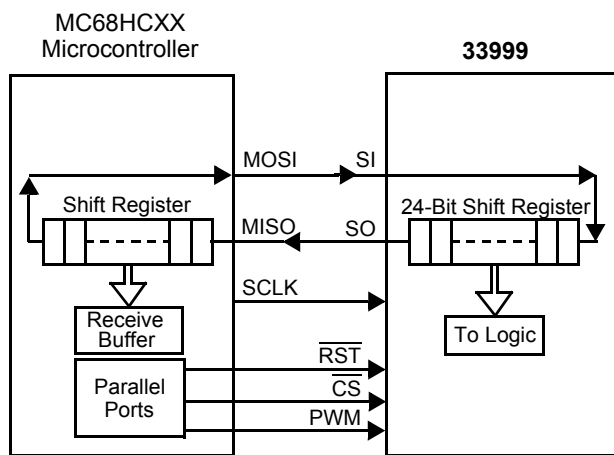 MC68HCXX
Microcontroller
33999
MOSI
SI
Shift Register
24-Bit Shift Register
MISO
SO
SCLK
Receive
Buffer
To Logic
RST
Parallel
Ports
CS
PWM